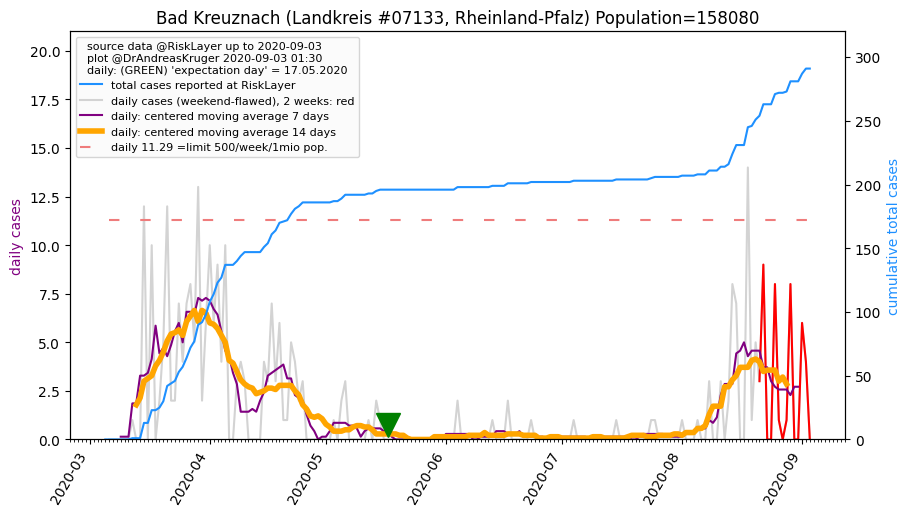 Bad Kreuznach (Landkreis #07133, Rheinland-Pfalz) Population=158080
source data @RiskLayer up to 2020-09-03
plot @DrAndreasKruger 2020-09-03 01:30
daily: (GREEN) 'expectation day' = 17.05.2020
total cases reported at RiskLayer
daily cases (weekend-flawed), 2 weeks: red
daily: centered moving average 7 days
daily: centered moving average 14 days
daily 11.29 =limit 500/week/1mio pop.
daily cases
20.0
17.5
15.0
12.5
10.0
7.5
5.0
2.5
0.0
cumulative total cases
300
250
200
150
100
50
0
2020-03
2020-04
2020-05
2020-06
2020-07
2020-08
2020-09